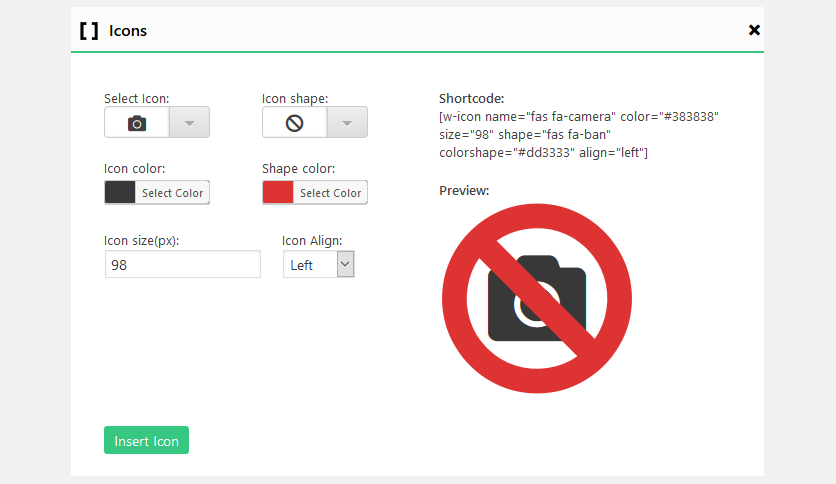 [ ] Icons
Select Icon:
Icon shape:
Icon color:
Select Color
Shape color:
Select Color
Icon size(px):
98
Icon Align:
Left
Insert Icon
Shortcode:
[w-icon name="fas fa-camera" color="#383838"
size="98" shape="fas fa-ban"
colorshape="#dd3333" align="left"]
Preview: